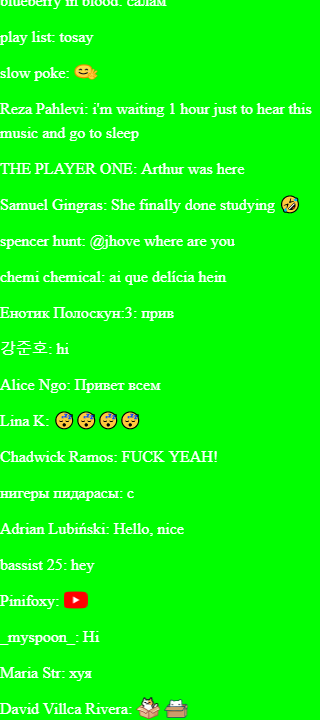 blueberry in blood: салам
play list: tosay
slow poke:
Reza Pahlevi: i'm waiting 1 hour just to hear this
music and go to sleep
THE PLAYER ONE: Arthur was here
Samuel Gingras: She finally done studying 🤣
spencer hunt: @jhove where are you
chemi chemical: ai que delícia hein
Енотик Полоскун:3: прив
강준호: hi
Alice Ngo: Привет всем
Lina K: 😴😴😴😴
Chadwick Ramos: FUCK YEAH!
нигеры пидарасы: с
Adrian Lubiński: Hello, nice
bassist 25: hey
Pinifoxy:
_myspoon_: Hi
Maria Str: хуя
David Villca Rivera: